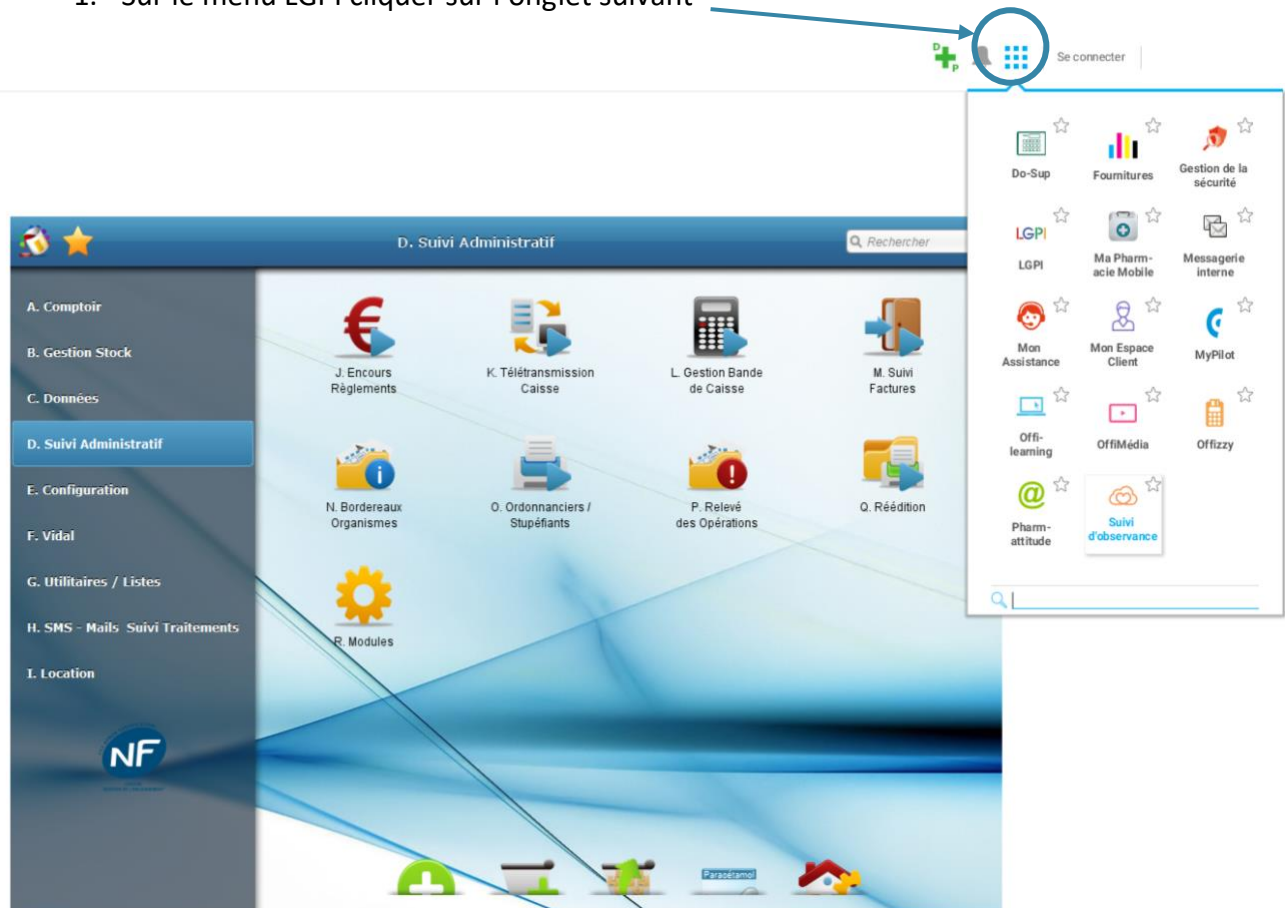 1. Sur le menu LGPI cliquer sur l'onglet suivant
D
P
Se connecter
Do-Sup
Fournitures
Gestion de la
sécurité
LGPI
LGPI
Ma Pharm-
acie Mobile
Messagerie
interne
Mon
Assistance
Mon Espace
Client
MyPilot
Offi-
learning
OffiMédia
Offizzy
@
Pharm-
attitude
Suivi
d'observance
D. Suivi Administratif
Rechercher
A. Comptoir
B. Gestion Stock
C. Données
D. Suivi Administratif
E. Configuration
F. Vidal
G. Utilitaires / Listes
H. SMS - Mails Suivi Traitements
I. Location
NF
J. Encours
Règlements
K. Télétransmission
Caisse
L. Gestion Bande
de Caisse
M. Suivi
Factures
N. Bordereaux
Organismes
O. Ordonnanciers /
Stupéfiants
P. Relevé
des Opérations
Q. Réédition
R. Modules
Paracétamol